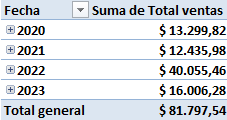 Fecha Suma de Total ventas
2020 $ 13.299,82
2021 $ 12.435,98
2022 $ 40.055,46
2023 $ 16.006,28
Total general $ 81.797,54